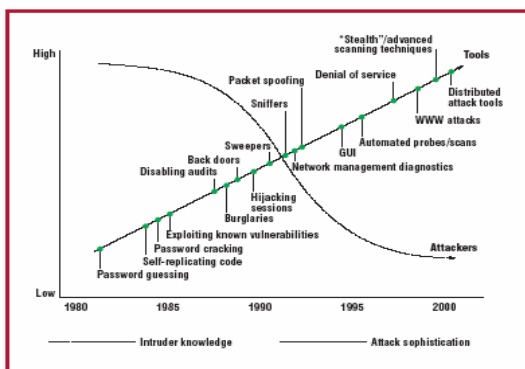 High
"Stealth"/advanced
scanning techniques
Tools
Packet spoofing
Denial of service
Sniffers
Distributed
attack tools
Sweepers
WWW attacks
Back doors
Automated probes/scans
Disabling audits
GUI
Network management diagnostics
Hijacking
sessions
Burglaries
Exploiting known vulnerabilities
Attackers
Password cracking
Self-replicating code
Password guessing
Low
1980 1985 1990 1995 2000
Intruder knowledge Attack sophistication